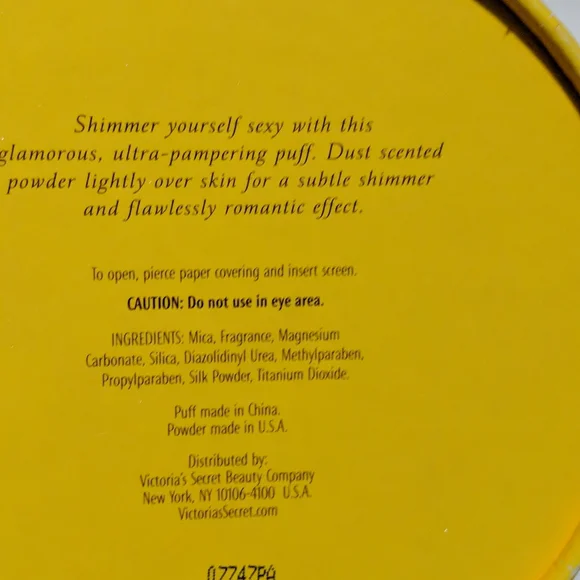 Shimmer yourself sexy with this
glamorous, ultra-pampering puff. Dust scented
powder lightly over skin for a subtle shimmer
and flawlessly romantic effect.
To open, pierce paper covering and insert screen.
CAUTION: Do not use in eye area.
INGREDIENTS: Mica, Fragrance, Magnesium
Carbonate, Silica, Diazolidinyl Urea, Methylparaben,
Propylparaben, Silk Powder, Titanium Dioxide.
Puff made in China.
Powder made in U.S.A.
Distributed by:
Victoria's Secret Beauty Company
New York, NY 10106-4100 U.S.A.
VictoriasSecret.com
07747PA